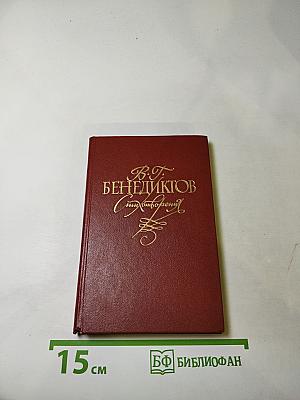 В. Г.
БЕНЕДИКТОВ
Стихотворения
15 см
БФ БИБЛИОФАН